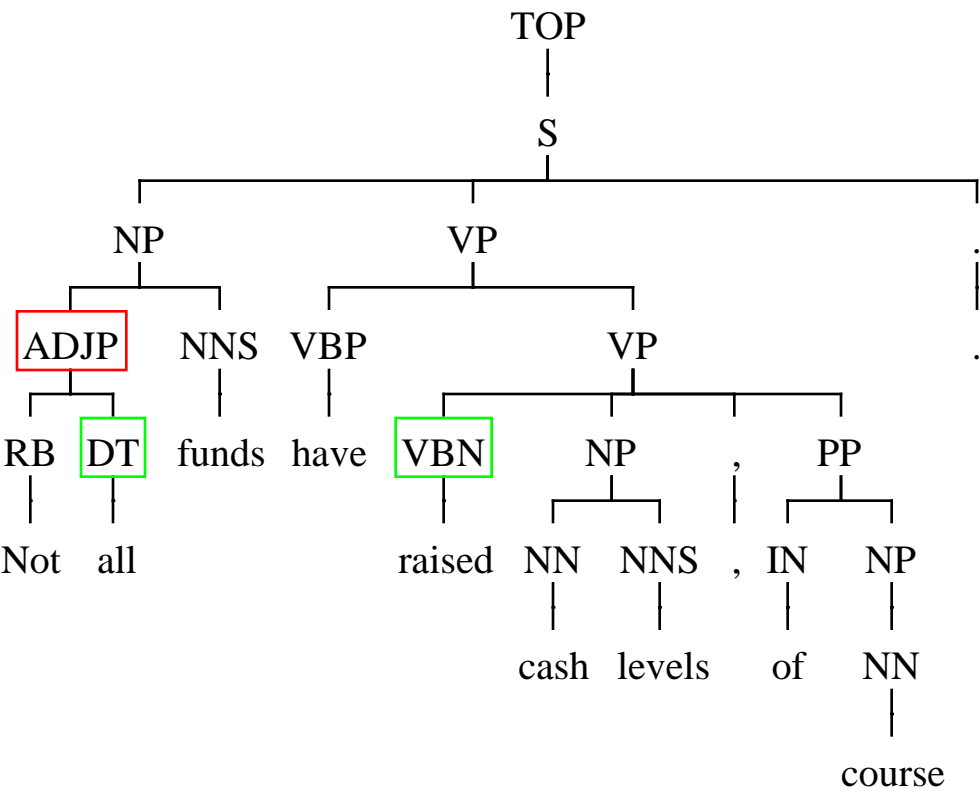 TOP
S
NP VP .
ADJP NNS VBP VP .
RB DT funds have VBN NP , PP
Not all raised NN NNS , IN NP
cash levels of NN
course